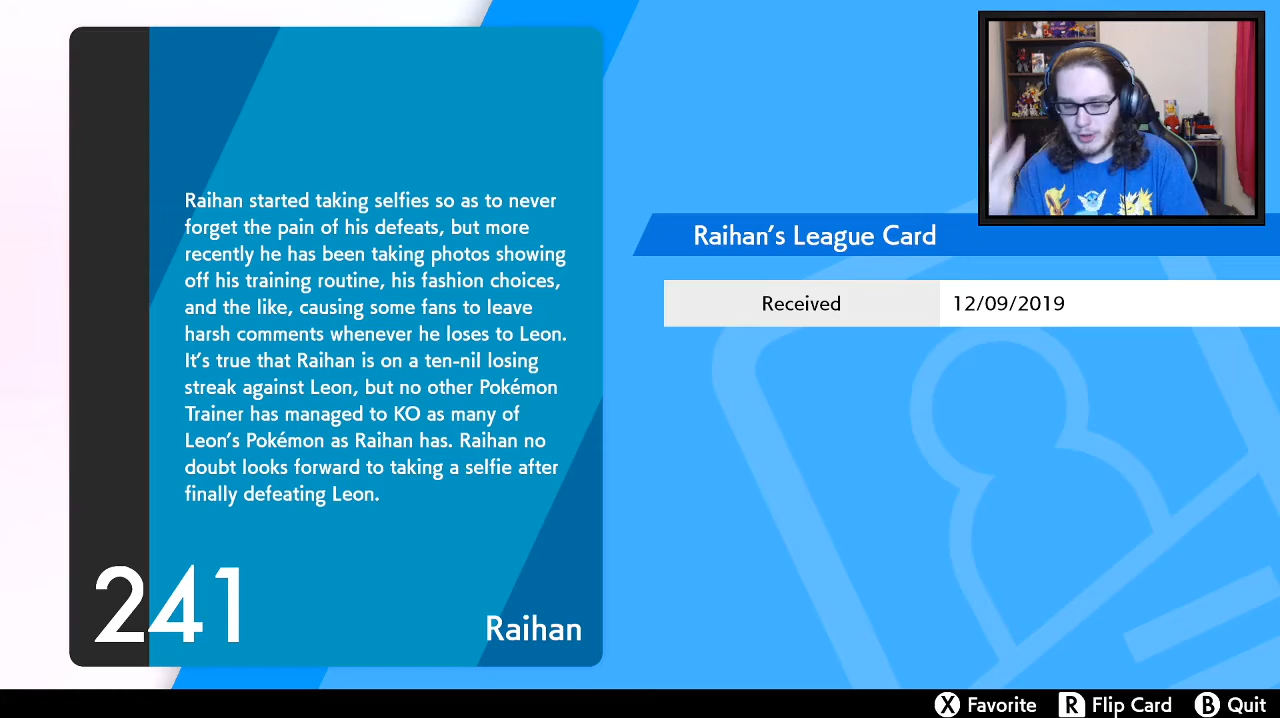 Raihan started taking selfies so as to never
forget the pain of his defeats, but more
recently he has been taking photos showing
off his training routine, his fashion choices,
and the like, causing some fans to leave
harsh comments whenever he loses to Leon.
It's true that Raihan is on a ten-nil losing
streak against Leon, but no other Pokémon
Trainer has managed to KO as many of
Leon's Pokémon as Raihan has. Raihan no
doubt looks forward to taking a selfie after
finally defeating Leon.
241
Raihan
Raihan's League Card
Received 12/09/2019
X Favorite R Flip Card B Quit